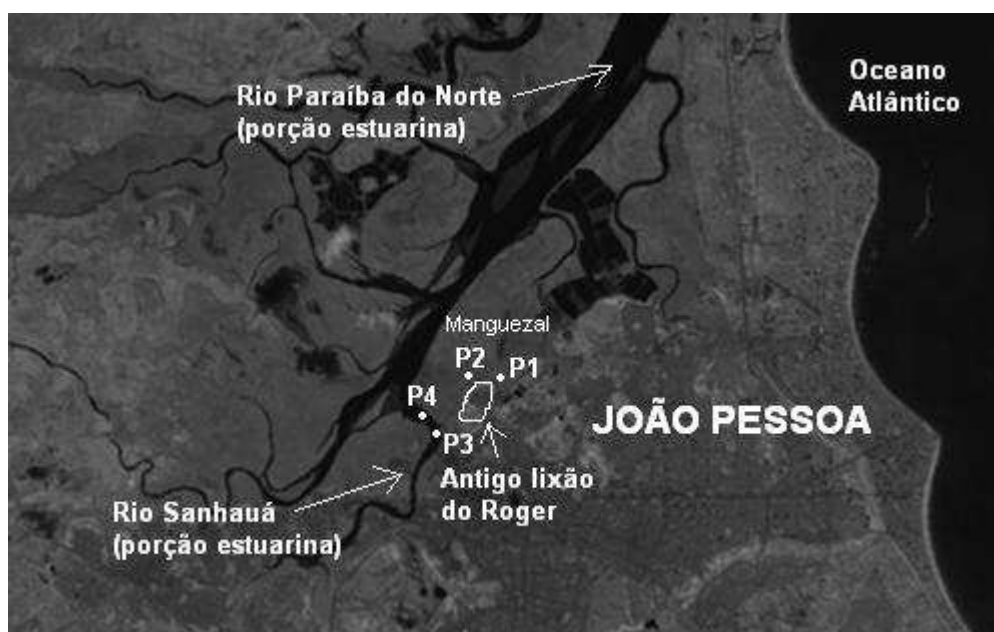 Oceano
Atlântico
Rio Paraíba do Norte
(porção estuarina)
Manguezal
P2
P1
P4
P3
JOÃO PESSOA
Antigo lixão
do Roger
Rio Sanhauá
(porção estuarina)